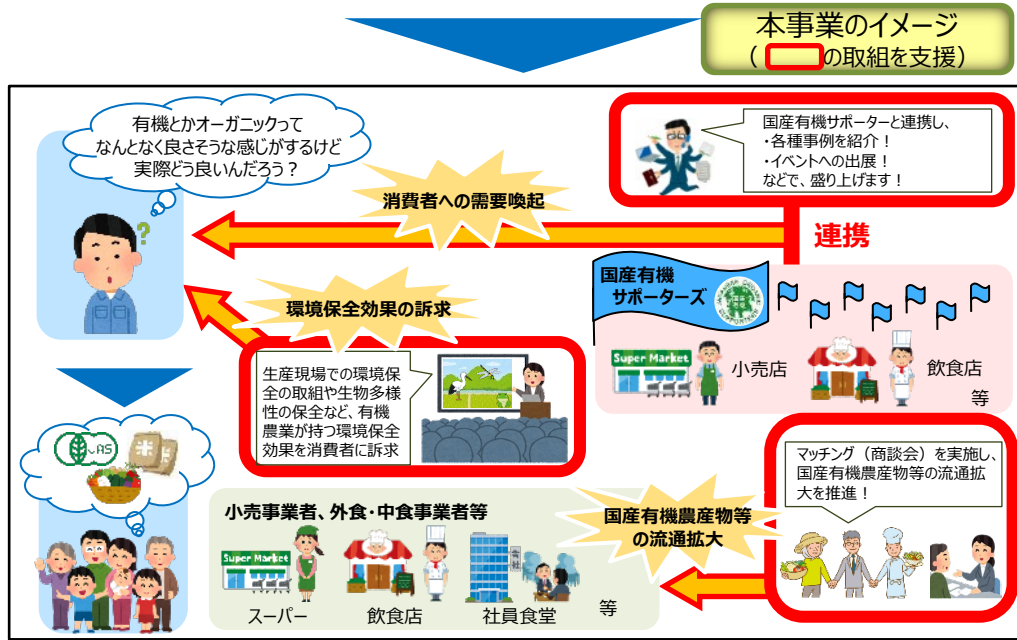 本事業のイメージ
( の取組を支援)
有機とかオーガニックって
なんとなく良さそうな感じがするけど
実際どう良いんだろう?
国産有機サポーターと連携し、
・各種事例を紹介!
・イベントへの出展!
などで、盛り上げます!
消費者への需要喚起
連携
国産有機
サポーターズ
環境保全効果の訴求
Super Market
小売店
飲食店
等
生産現場での環境保
全の取組や生物多様
性の保全など、有機
農業が持つ環境保全
効果を消費者に訴求
マッチング(商談会)を実施し、
国産有機農産物等の流通拡
大を推進!
JAS
米
小売事業者、外食・中食事業者等
国産有機農産物等
の流通拡大
Super Market
スーパー
飲食店
社員食堂
等